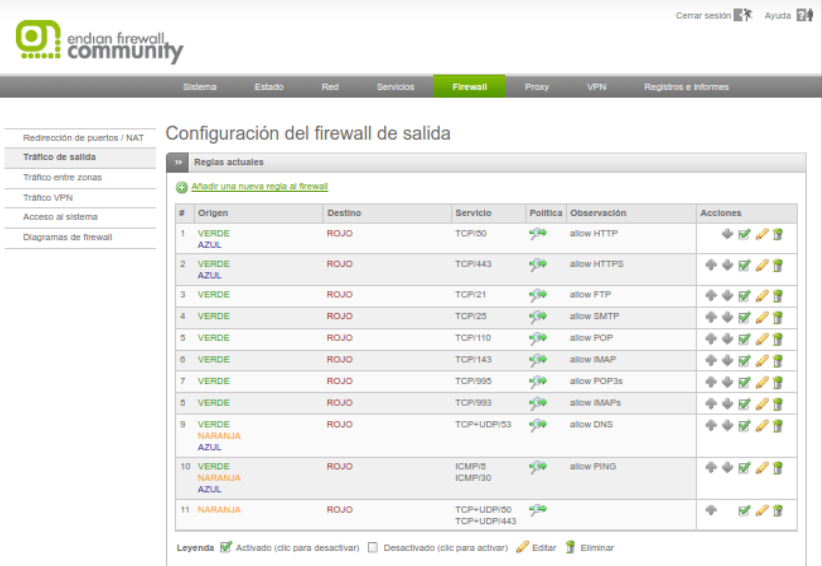 Cerrar sesión Ayuda
endian firewall
community
Sistema Estado Red Servicios Firewall Proxy VPN Registros e Informes
Redirección de puertos / NAT
Tráfico de salida
Tráfico entre zonas
Tráfico VPN
Acceso al sistema
Diagramas de firewall
Configuración del firewall de salida
Reglas actuales
Añadir una nueva regla al firewall
# Origen Destino Servicio Política Observación Acciones
1 VERDE ROJO TCP/80 allow HTTP
AZUL
2 VERDE ROJO TCP/443 allow HTTPS
AZUL
3 VERDE ROJO TCP/21 allow FTP
4 VERDE ROJO TCP/25 allow SMTP
5 VERDE ROJO TCP/110 allow POP
6 VERDE ROJO TCP/143 allow IMAP
7 VERDE ROJO TCP/995 allow POP3s
8 VERDE ROJO TCP/993 allow IMAPs
9 VERDE ROJO TCP+UDP/53 allow DNS
NARANJA
AZUL
10 VERDE ROJO ICMP/8 allow PING
NARANJA ICMP/30
AZUL
11 NARANJA ROJO TCP+UDP/80
TCP+UDP/443
Leyenda Activado (clic para desactivar) Desactivado (clic para activar) Editar Eliminar